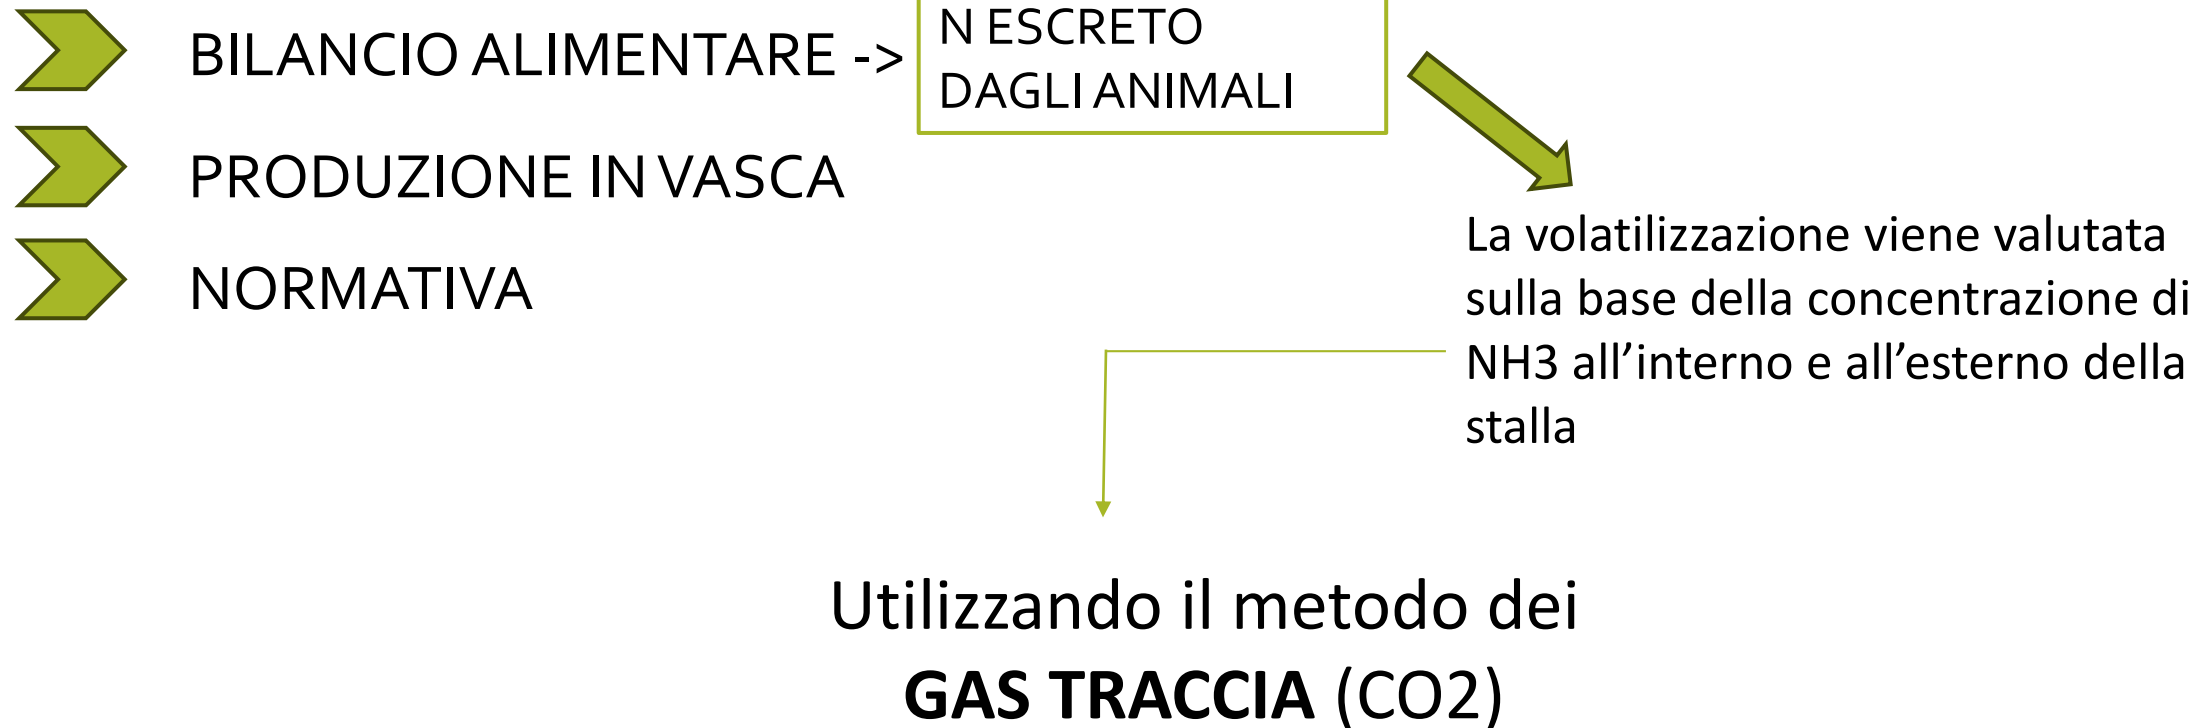 BILANCIO ALIMENTARE ->
N ESCRETO
DAGLI ANIMALI
PRODUZIONE IN VASCA
NORMATIVA
La volatilizzazione viene valutata
sulla base della concentrazione di
NH3 all’interno e all’esterno della
stalla
Utilizzando il metodo dei
GAS TRACCIA (CO2)